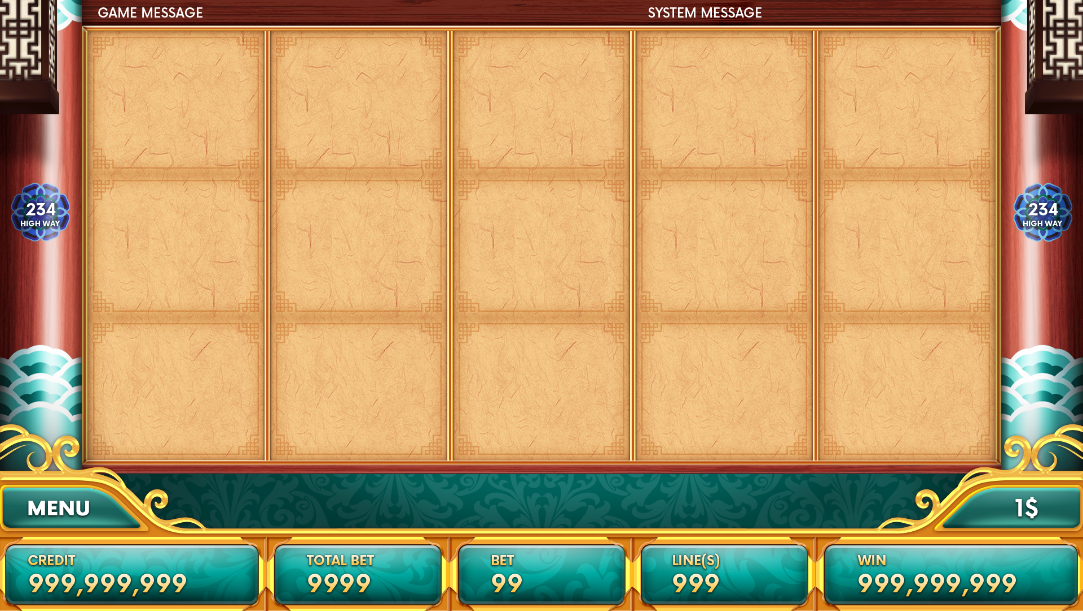 GAME MESSAGE
SYSTEM MESSAGE
234
HIGH WAY
234
HIGH WAY
MENU
1$
CREDIT
999,999,999
TOTAL BET
9999
BET
99
LINE(S)
999
WIN
999,999,999